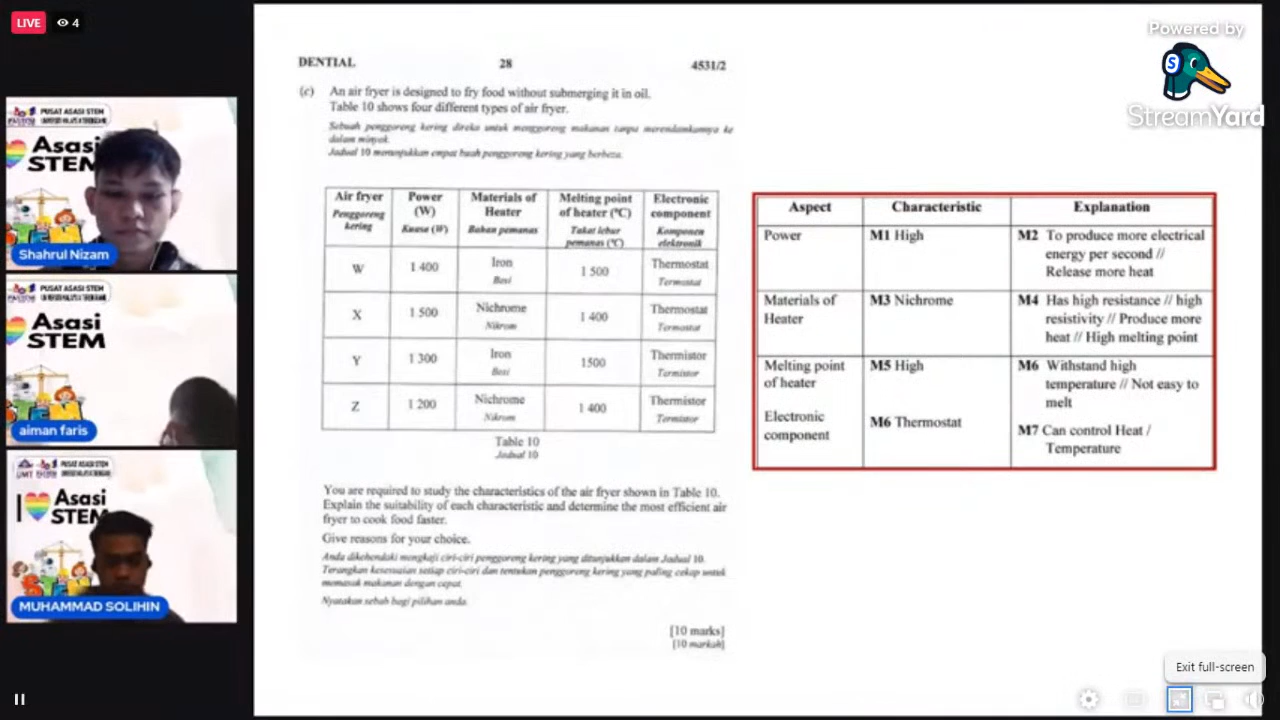 LIVE 4
Powered by
StreamYard
PUSAT ASASI STEM
Asasi
STEM
Shahrul Nizam
PUSAT ASASI STEM
Asasi
STEM
aiman faris
UMT PUSAT ASASI STEM
I Asasi
STEM
MUHAMMAD SOLIHIN
DENTIAL 28 4531/2
(c) An air fryer is designed to fry food without submerging it in oil.
Table 10 shows four different types of air fryer.
Sebuah penggoreng kering direka untuk menggoreng makanan tanpa merendamkannya ke
dalam minyak.
Jadual 10 menunjukkan empat buah penggoreng kering yang berbeza.
Air fryer Power Materials of Melting point Electronic
Penggoreng (W) Heater of heater (°C) component
kering Kuasa (W) Bahan pemanas Takat lebur Komponen
pemanas (°C) elektronik
W 1 400 Iron 1 500 Thermostat
Besi Termostat
X 1 500 Nichrome 1 400 Thermostat
Nikrom Termostat
Y 1 300 Iron 1500 Thermistor
Besi Termistor
Z 1 200 Nichrome 1 400 Thermistor
Nikrom Termistor
Table 10
Jadual 10
You are required to study the characteristics of the air fryer shown in Table 10.
Explain the suitability of each characteristic and determine the most efficient air
fryer to cook food faster.
Give reasons for your choice.
Anda dikehendaki mengkaji ciri-ciri penggoreng kering yang ditunjukkan dalam Jadual 10.
Terangkan kesesuaian setiap ciri-ciri dan tentukan penggoreng kering yang paling cekap untuk
memasak makanan dengan cepat.
Nyatakan sebab bagi pilihan anda.
[10 marks]
[10 markah]
Aspect Characteristic Explanation
Power M1 High M2 To produce more electrical
energy per second //
Release more heat
Materials of M3 Nichrome M4 Has high resistance // high
Heater resistivity // Produce more
heat // High melting point
Melting point M5 High M6 Withstand high
of heater temperature // Not easy to
melt
Electronic M6 Thermostat M7 Can control Heat /
component Temperature
Exit full-screen